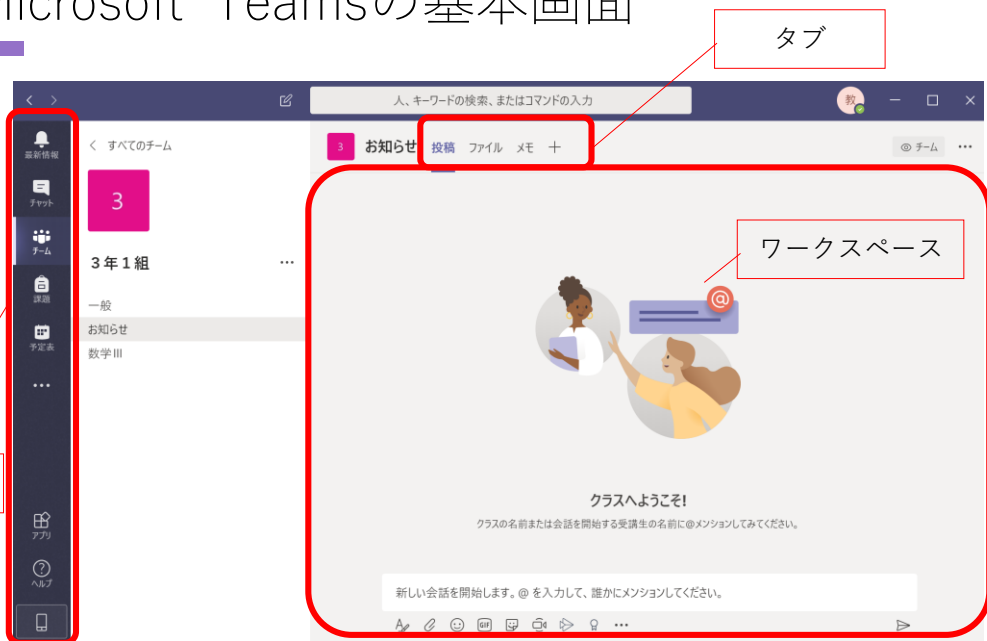 Microsoft Teamsの基本画面
タブ
人、キーワードの検索、またはコマンドの入力
教
最新情報
チャット
チーム
課題
予定表
アプリ
ヘルプ
すべてのチーム
3
3年1組
一般
お知らせ
数学III
3 お知らせ 投稿 ファイル メモ
チーム
ワークスペース
@
クラスへようこそ!
クラスの名前または会話を開始する受講生の名前に@メンションしてみてください。
新しい会話を開始します。@ を入力して、誰かにメンションしてください。
GIF